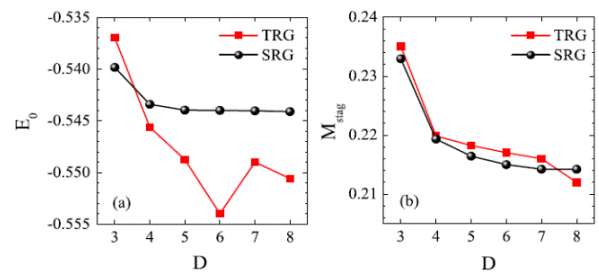 -0.535
-0.540
-0.545
-0.550
-0.555
E0
TRG
SRG
(a)
3 4 5 6 7 8
D
0.24
0.23
0.22
0.21
Mstag
TRG
SRG
(b)
3 4 5 6 7 8
D